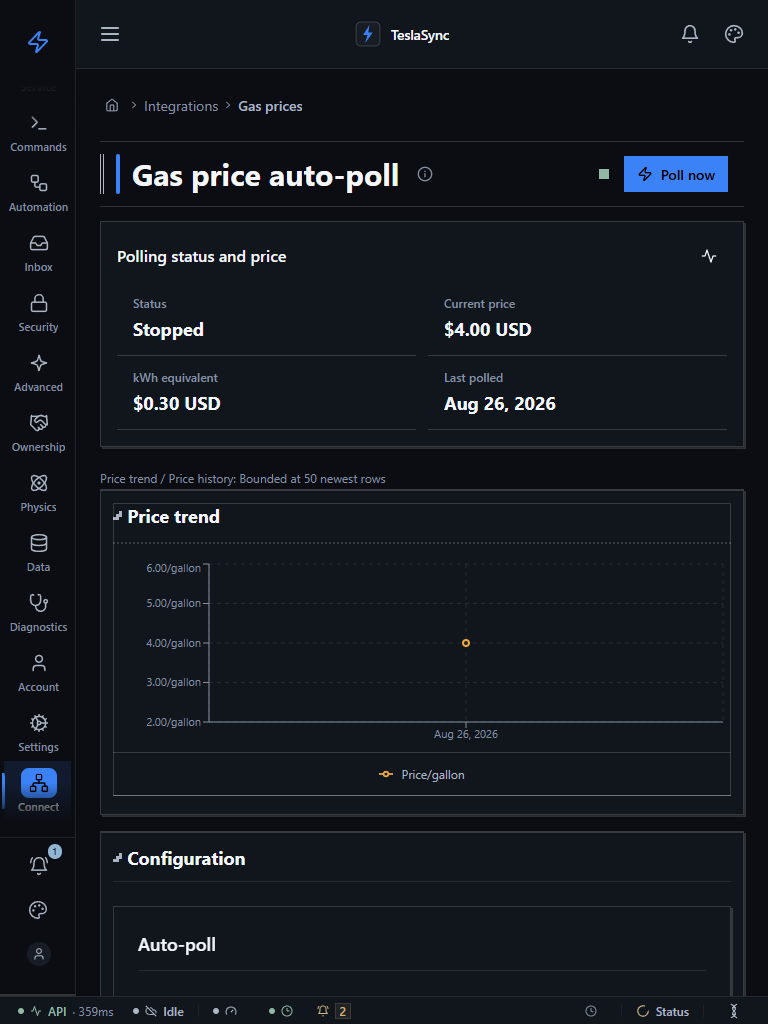 TeslaSync
Commands
Automation
Inbox
Security
Advanced
Ownership
Physics
Data
Diagnostics
Account
Settings
Connect
1
Integrations
Gas prices
Gas price auto-poll
Poll now
Polling status and price
Status
Stopped
Current price
$4.00 USD
kWh equivalent
$0.30 USD
Last polled
Aug 26, 2026
Price trend / Price history: Bounded at 50 newest rows
Price trend
6.00/gallon
5.00/gallon
4.00/gallon
3.00/gallon
2.00/gallon
Aug 26, 2026
Price/gallon
Configuration
Auto-poll
API · 359ms
Idle
2
Status